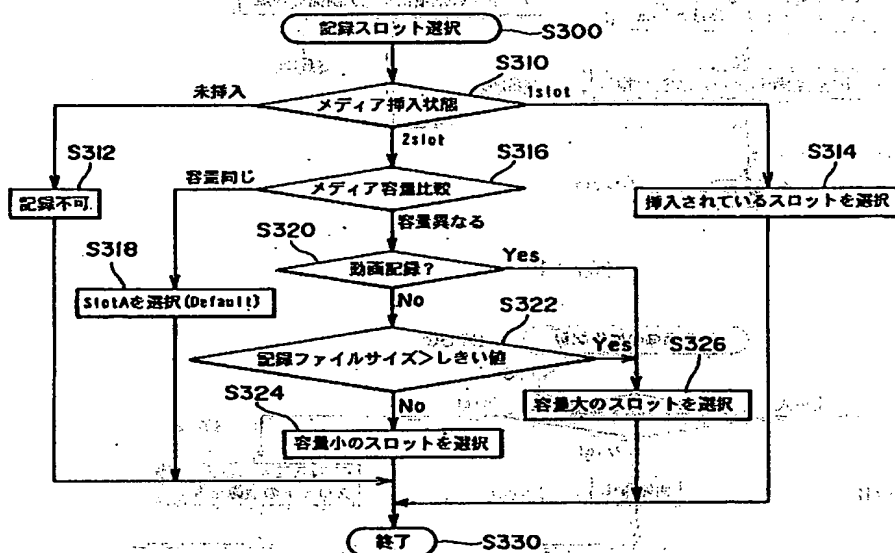 記録スロット選択
S300
S310
メディア挿入状態
未挿入
1slot
2slot
S312
記録不可
S316
メディア容量比較
S314
挿入されているスロットを選択
容量同じ
容量異なる
S318
SlotAを選択(Default)
S320
動画記録?
Yes
No
S322
記録ファイルサイズ>しきい値
Yes
S326
容量大のスロットを選択
No
S324
容量小のスロットを選択
終了
S330